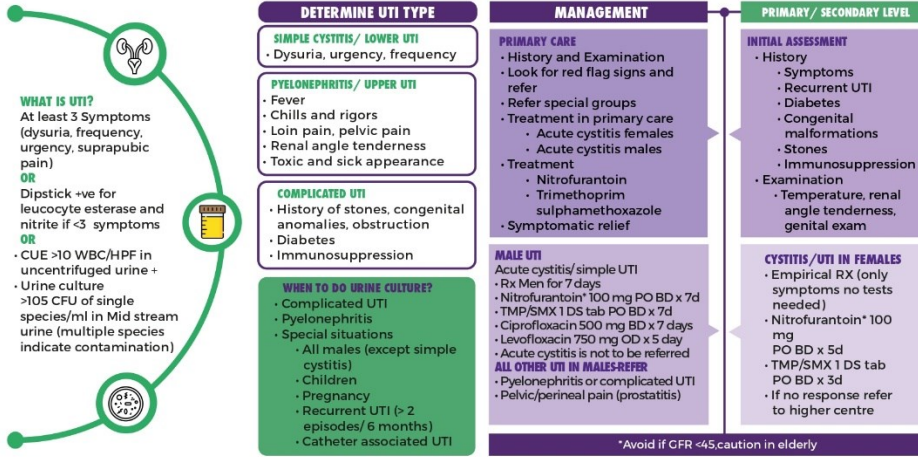 WHAT IS UTI?
At least 3 Symptoms
(dysuria, frequency,
urgency, suprapubic
pain)
OR
Dipstick +ve for
leucocyte esterase and
nitrite if <3 symptoms
OR
• CUE >10 WBC/HPF in
uncentrifuged urine +
• Urine culture
>105 CFU of single
species/ml in Mid stream
urine (multiple species
indicate contamination)
DETERMINE UTI TYPE
SIMPLE CYSTITIS/ LOWER UTI
• Dysuria, urgency, frequency
PYELONEPHRITIS/ UPPER UTI
• Fever
• Chills and rigors
• Loin pain, pelvic pain
• Renal angle tenderness
• Toxic and sick appearance
COMPLICATED UTI
• History of stones, congenital
anomalies, obstruction
• Diabetes
• Immunosuppression
WHEN TO DO URINE CULTURE?
• Complicated UTI
• Pyelonephritis
• Special situations
• All males (except simple
cystitis)
• Children
• Pregnancy
• Recurrent UTI (> 2
episodes/ 6 months)
• Catheter associated UTI
MANAGEMENT
PRIMARY CARE
• History and Examination
• Look for red flag signs and
refer
• Refer special groups
• Treatment in primary care
• Acute cystitis females
• Acute cystitis males
• Treatment
• Nitrofurantoin
• Trimethoprim
sulphamethoxazole
• Symptomatic relief
MALE UTI
Acute cystitis/ simple UTI
• Rx Men for 7 days
• Nitrofurantoin* 100 mg PO BD x 7d
• TMP/SMX 1 DS tab PO BD x 7d
• Ciprofloxacin 500 mg BD x 7 days
• Levofloxacin 750 mg OD x 5 day
• Acute cystitis is not to be referred
ALL OTHER UTI IN MALES-REFER
• Pyelonephritis or complicated UTI
• Pelvic/perineal pain (prostatitis)
PRIMARY/ SECONDARY LEVEL
INITIAL ASSESSMENT
• History
• Symptoms
• Recurrent UTI
• Diabetes
• Congenital
malformations
• Stones
• Immunosuppression
• Examination
• Temperature, renal
angle tenderness,
genital exam
CYSTITIS/UTI IN FEMALES
• Empirical RX (only
symptoms no tests
needed)
• Nitrofurantoin* 100
mg
PO BD x 5d
• TMP/SMX 1 DS tab
PO BD x 3d
• If no response refer
to higher centre
*Avoid if GFR <45,caution in elderly